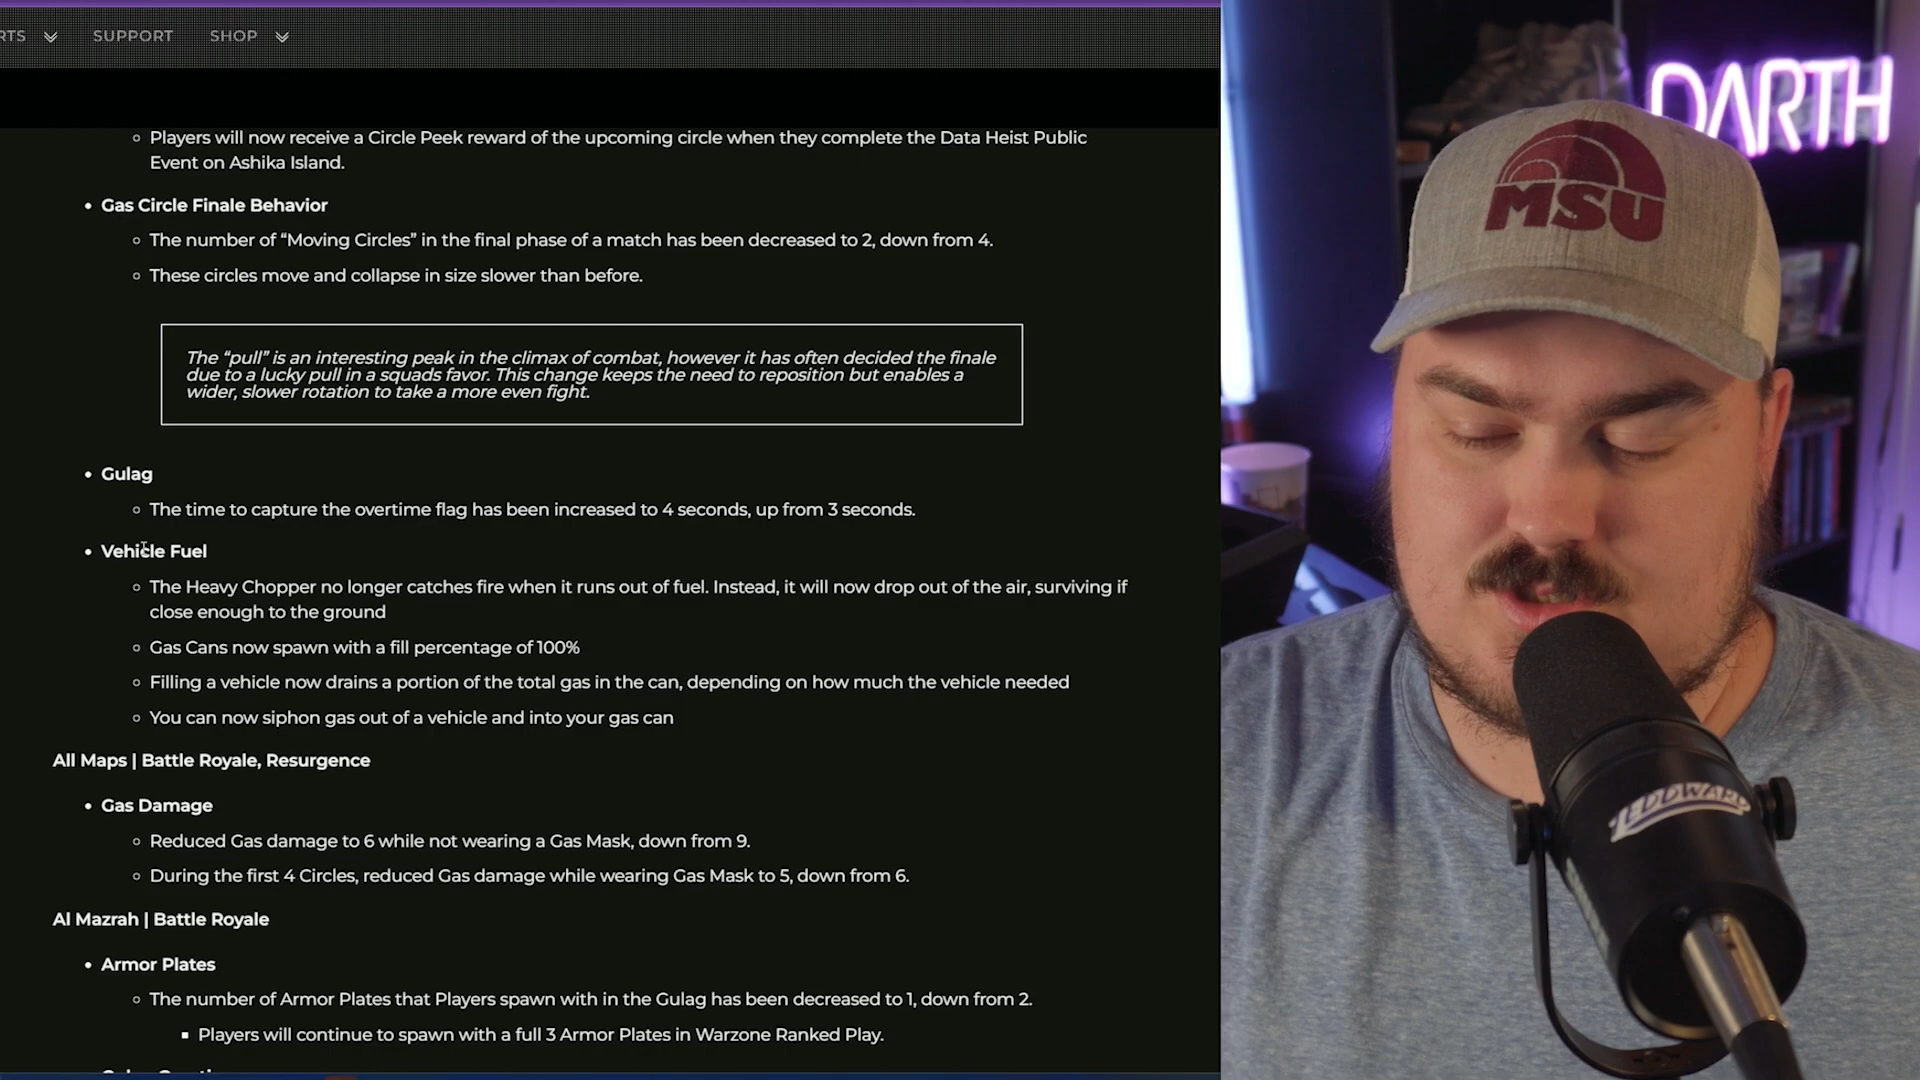 RTS
SUPPORT
SHOP
Players will now receive a Circle Peek reward of the upcoming circle when they complete the Data Heist Public
Event on Ashika Island.
Gas Circle Finale Behavior
The number of “Moving Circles” in the final phase of a match has been decreased to 2, down from 4.
These circles move and collapse in size slower than before.
The “pull” is an interesting peak in the climax of combat, however it has often decided the finale
due to a lucky pull in a squads favor. This change keeps the need to reposition but enables a
wider, slower rotation to take a more even fight.
Gulag
The time to capture the overtime flag has been increased to 4 seconds, up from 3 seconds.
Vehicle Fuel
The Heavy Chopper no longer catches fire when it runs out of fuel. Instead, it will now drop out of the air, surviving if
close enough to the ground
Gas Cans now spawn with a fill percentage of 100%
Filling a vehicle now drains a portion of the total gas in the can, depending on how much the vehicle needed
You can now siphon gas out of a vehicle and into your gas can
All Maps | Battle Royale, Resurgence
Gas Damage
Reduced Gas damage to 6 while not wearing a Gas Mask, down from 9.
During the first 4 Circles, reduced Gas damage while wearing Gas Mask to 5, down from 6.
Al Mazrah | Battle Royale
Armor Plates
The number of Armor Plates that Players spawn with in the Gulag has been decreased to 1, down from 2.
Players will continue to spawn with a full 3 Armor Plates in Warzone Ranked Play.
DARTH
MSU